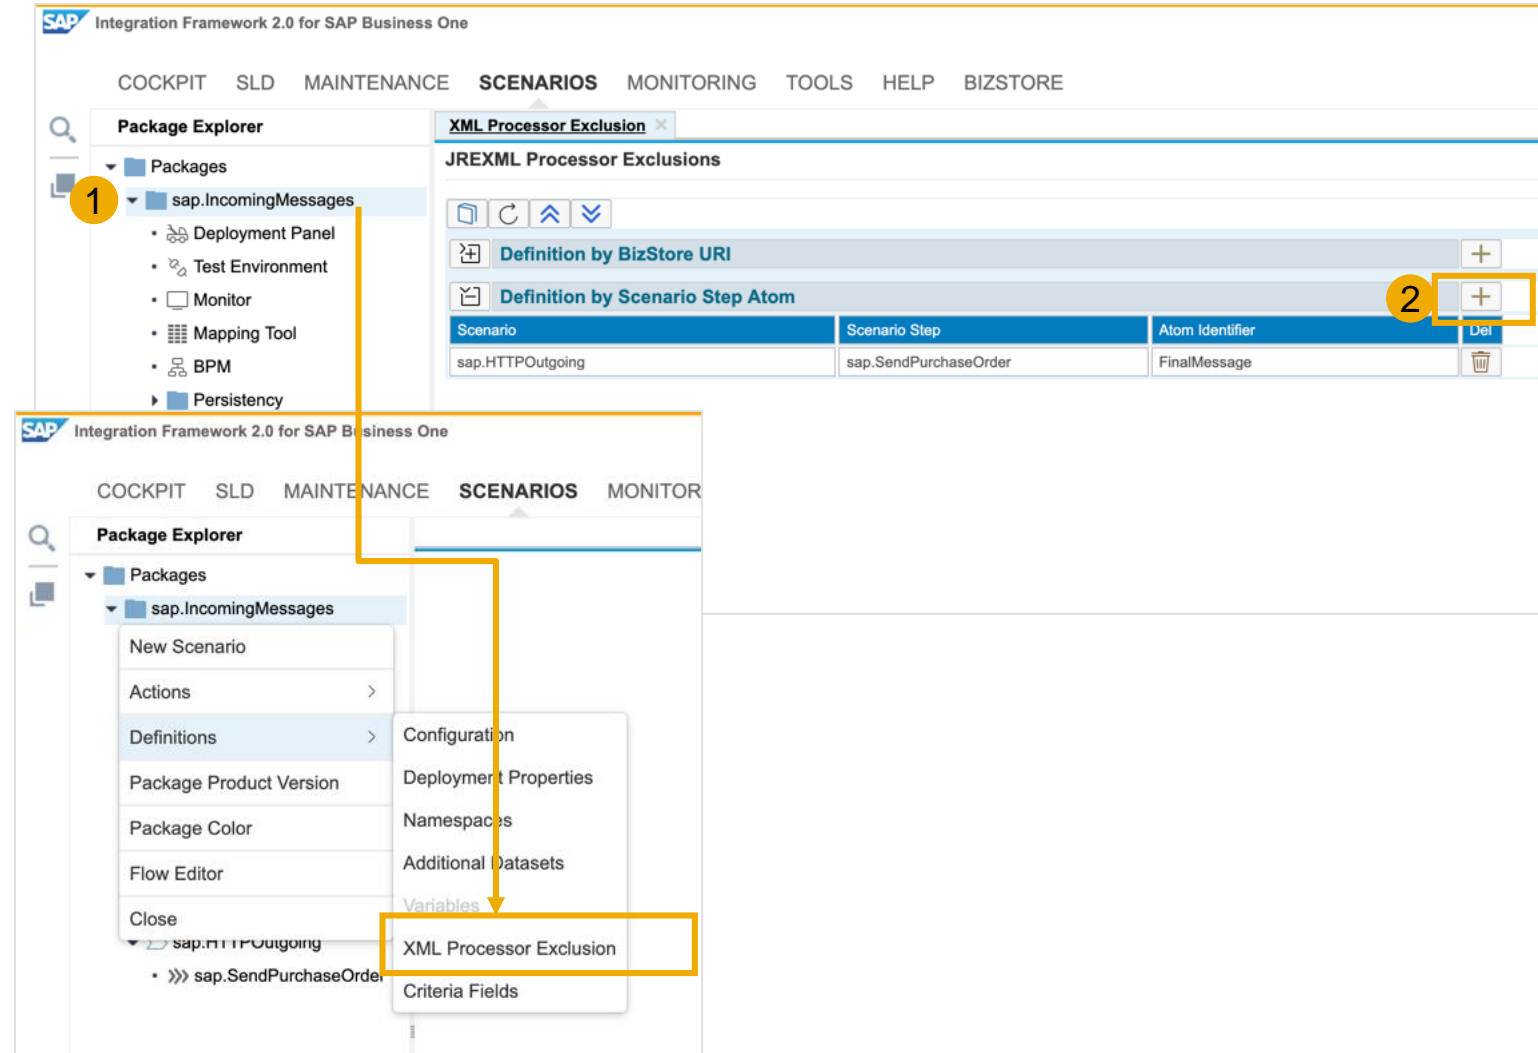 SAP Integration Framework 2.0 for SAP Business One
COCKPIT SLD MAINTENANCE SCENARIOS MONITORING TOOLS HELP BIZSTORE
Package Explorer
XML Processor Exclusion
Packages
JREXML Processor Exclusions
1
sap.IncomingMessages
Deployment Panel
Test Environment
Monitor
Mapping Tool
BPM
Persistency
Definition by BizStore URI
Definition by Scenario Step Atom
2
Scenario Scenario Step Atom Identifier Del
sap.HTTPOutgoing sap.SendPurchaseOrder FinalMessage
SAP Integration Framework 2.0 for SAP Business One
COCKPIT SLD MAINTENANCE SCENARIOS MONITOR
Package Explorer
Packages
sap.IncomingMessages
New Scenario
Actions
Definitions
Package Product Version
Package Color
Flow Editor
Close
Configuration
Deployment Properties
Namespaces
Additional Datasets
Variables
XML Processor Exclusion
Criteria Fields
sap.HTTPOutgoing
sap.SendPurchaseOrder